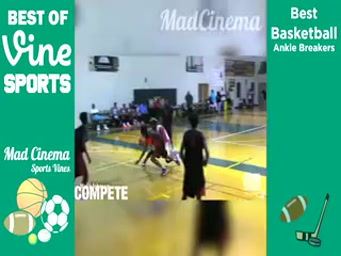 BEST OF
Vine
SPORTS
Mad Cinema
Sports Vines
MadCinema
COMPETE
Best
Basketball
Ankle Breakers